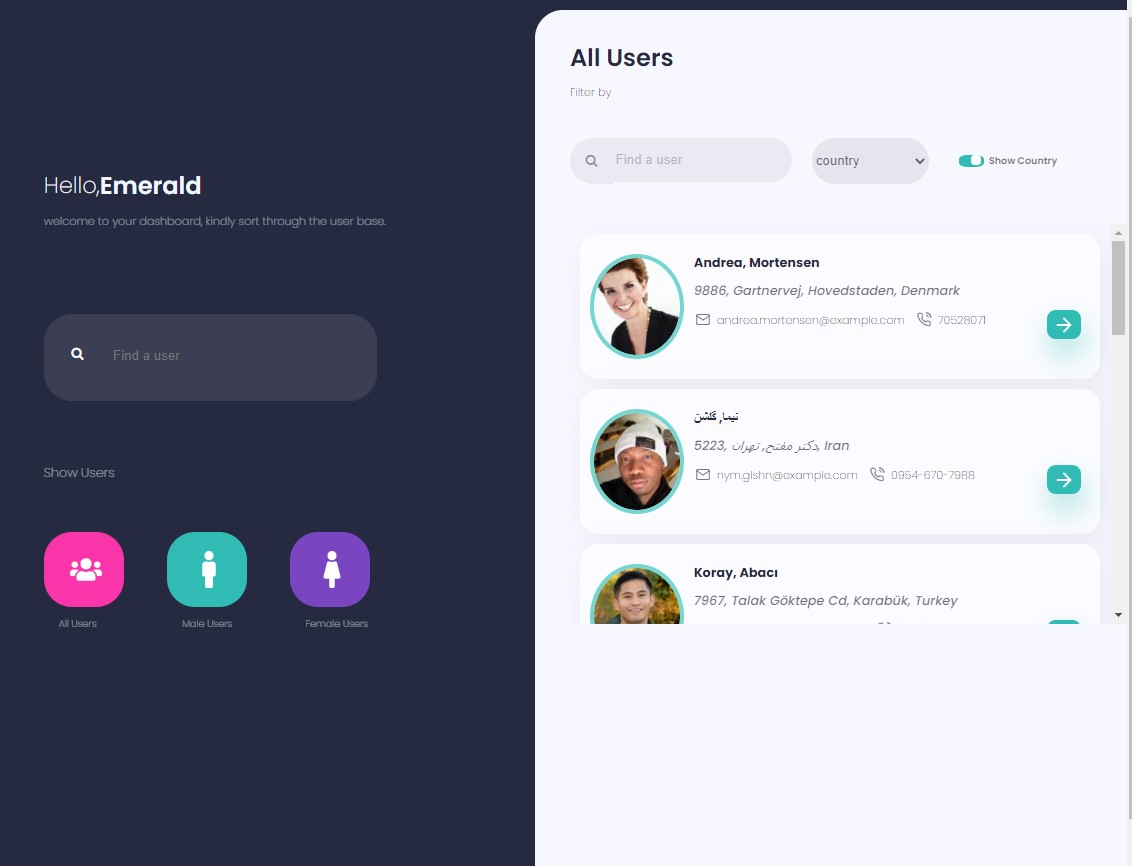 Hello,Emerald
welcome to your dashboard, kindly sort through the user base.
Find a user
Show Users
All Users
Male Users
Female Users
All Users
Filter by
Find a user
country
Show Country
Andrea, Mortensen
9886, Gartnervej, Hovedstaden, Denmark
andrea.mortensen@example.com 70528071
نیما, گلشن
5223, دکتر مفتح, تهران, Iran
nym.glshn@example.com 0954-670-7988
Koray, Abacı
7967, Talak Göktepe Cd, Karabük, Turkey